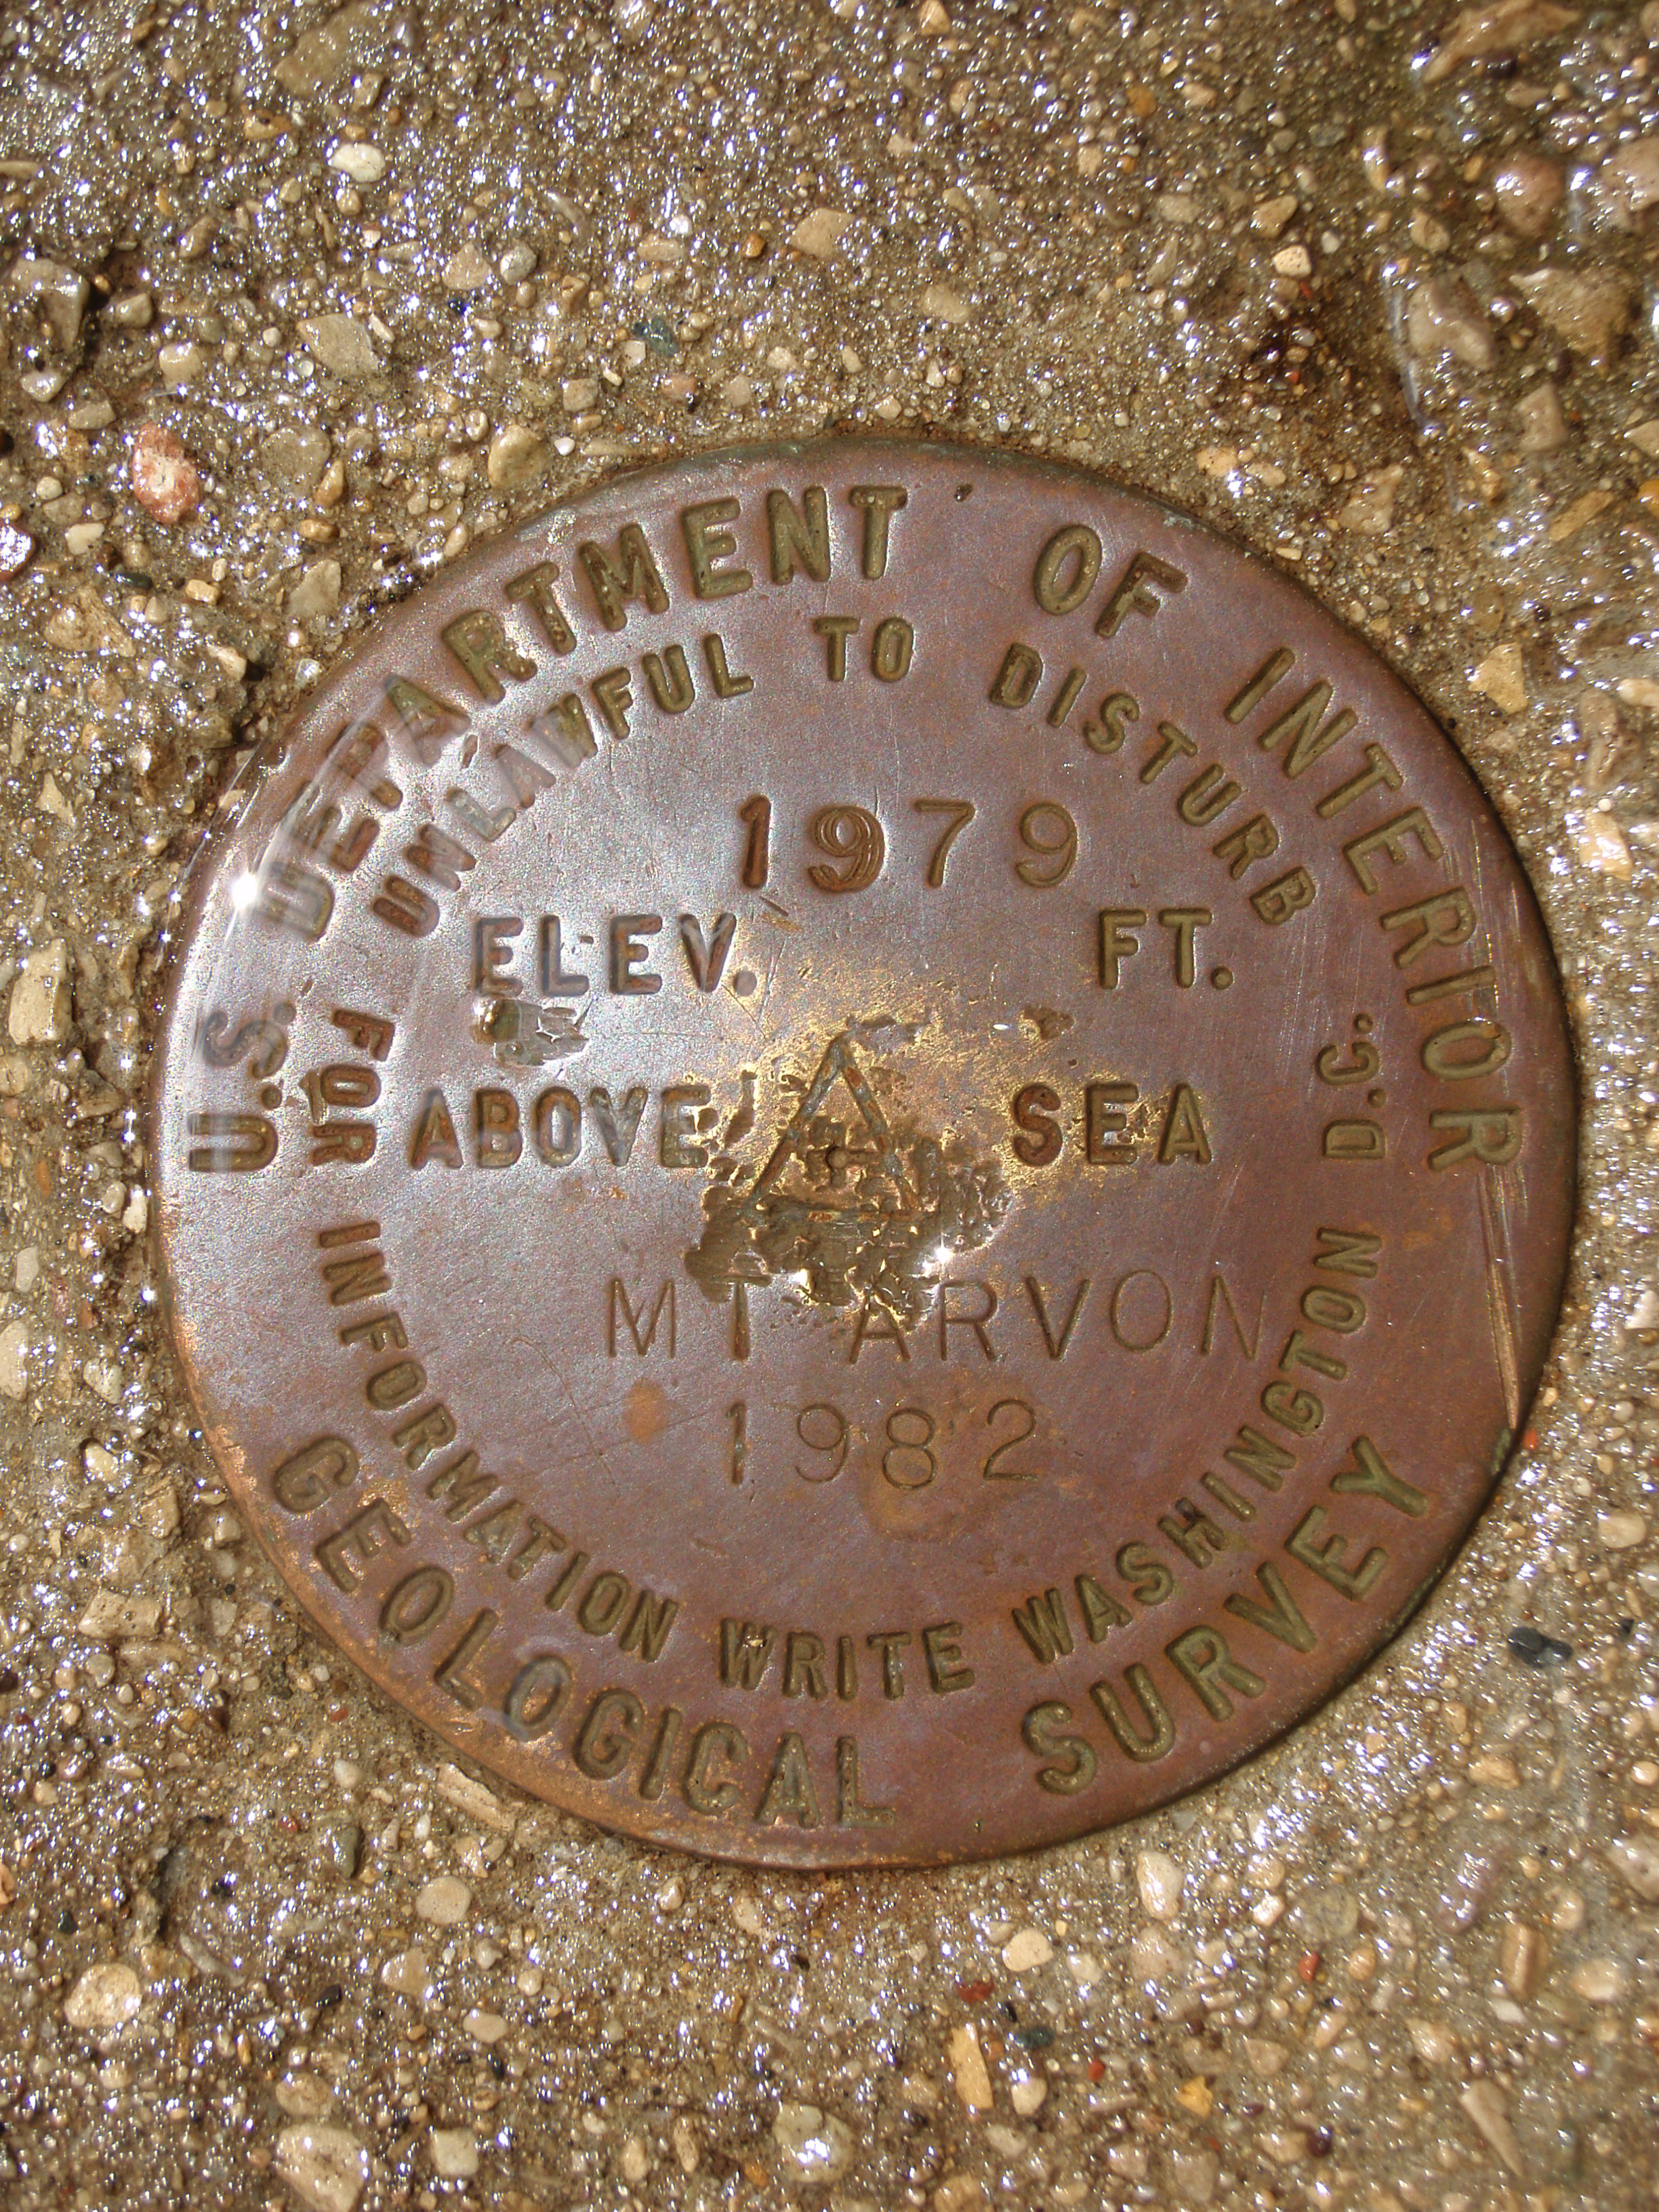 U.S. DEPARTMENT OF INTERIOR
UNLAWFUL TO DISTURB
1979
ELEV. FT.
ABOVE SEA
MT ARVON
1982
FOR INFORMATION WRITE WASHINGTON D.C.
GEOLOGICAL SURVEY